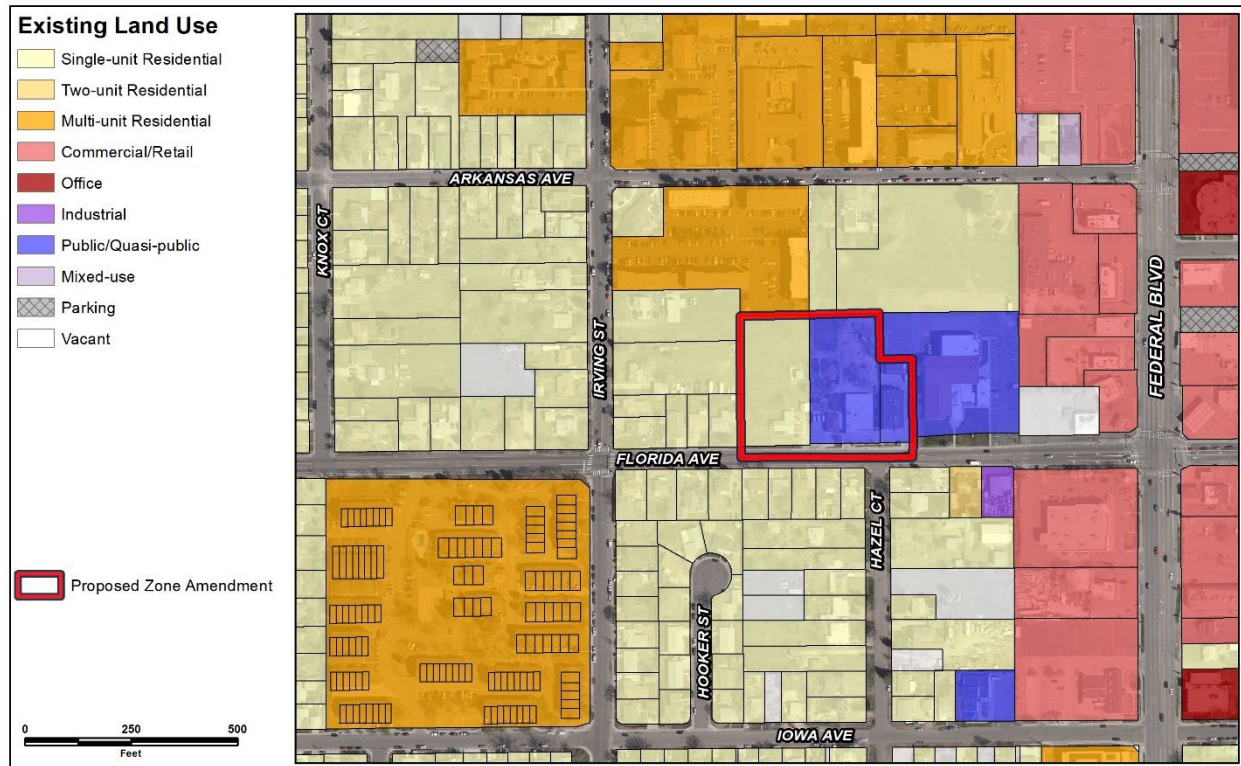 Existing Land Use
Single-unit Residential
Two-unit Residential
Multi-unit Residential
Commercial/Retail
Office
Industrial
Public/Quasi-public
Mixed-use
Parking
Vacant
Proposed Zone Amendment
0 250 500
Feet
ARKANSAS AVE
KNOX CT
IRVING ST
FEDERAL BLVD
FLORIDA AVE
HAZEL CT
HOOKER ST
IOWA AVE